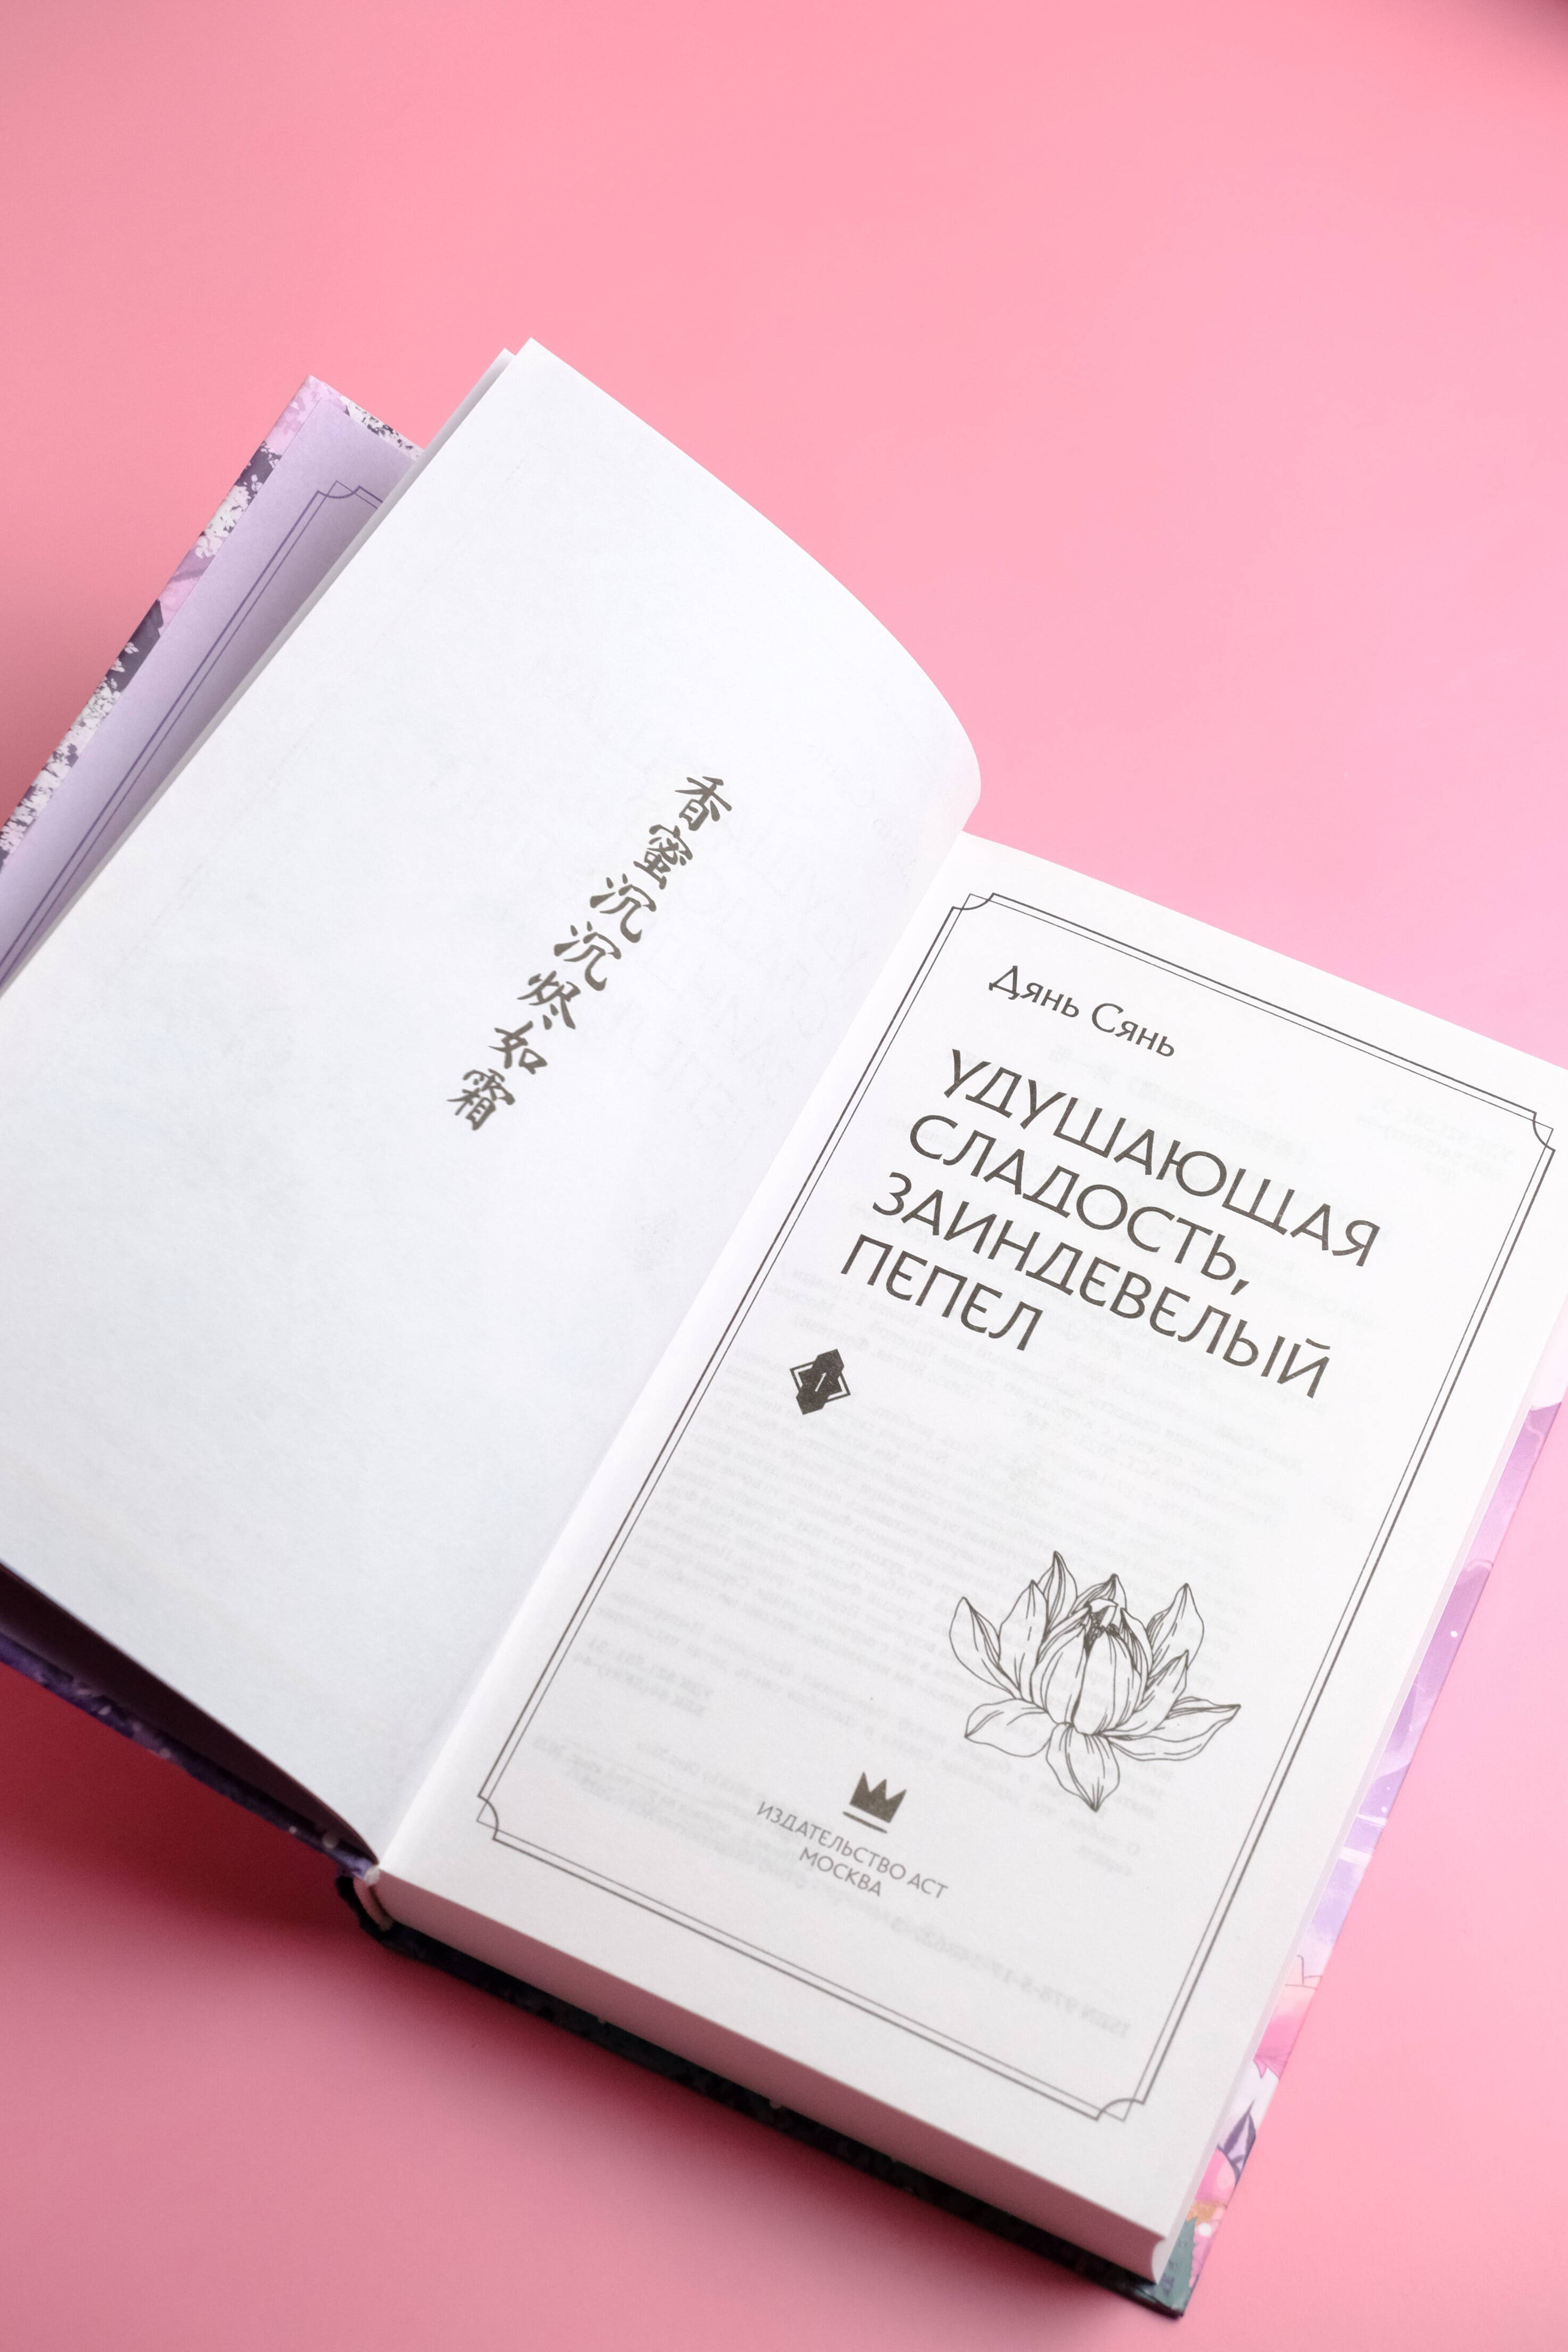 香蜜沉沉烬如霜
Дянь Сянь
УДУШАЮЩАЯ
СЛАДОСТЬ,
ЗАИНДЕВЕЛЫЙ
ПЕПЕЛ
1
ИЗДАТЕЛЬСТВО АСТ
МОСКВА